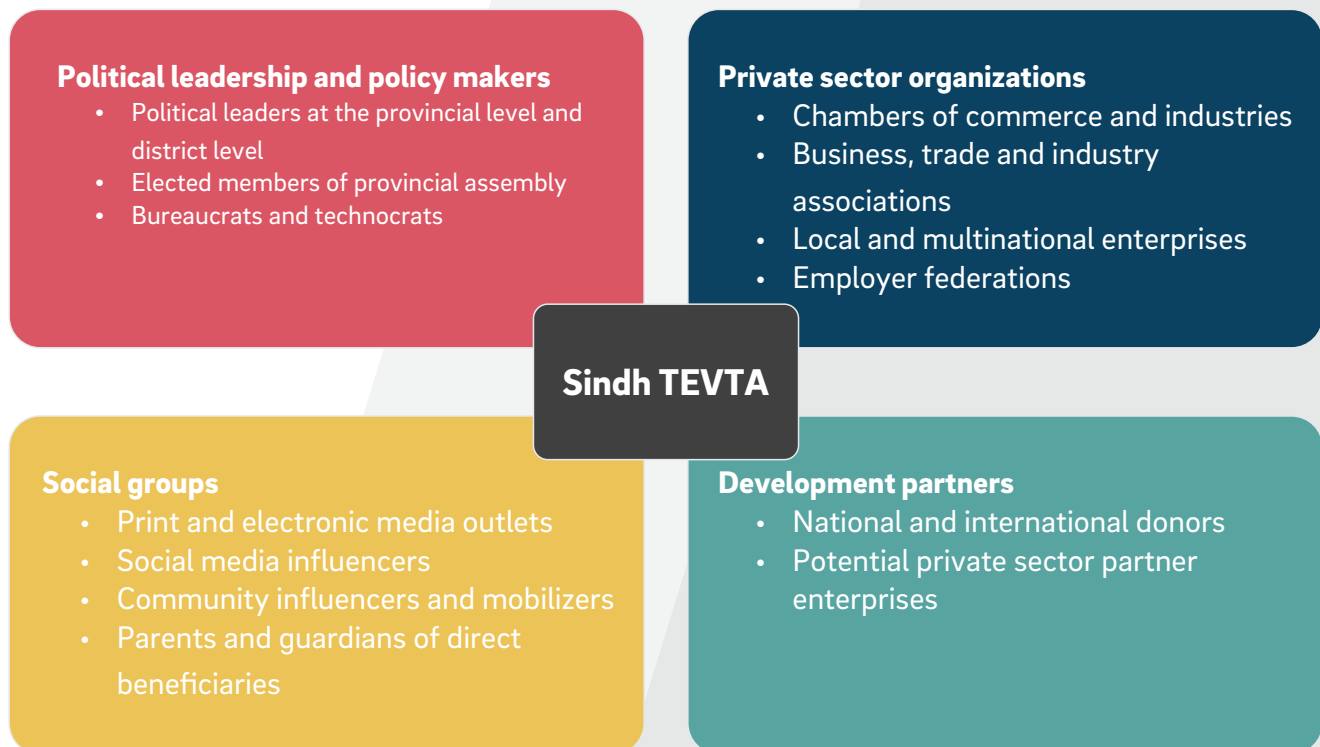 Political leadership and policy makers
• Political leaders at the provincial level and
district level
• Elected members of provincial assembly
• Bureaucrats and technocrats
Private sector organizations
• Chambers of commerce and industries
• Business, trade and industry
associations
• Local and multinational enterprises
• Employer federations
Sindh TEVTA
Social groups
• Print and electronic media outlets
• Social media influencers
• Community influencers and mobilizers
• Parents and guardians of direct
beneficiaries
Development partners
• National and international donors
• Potential private sector partner
enterprises